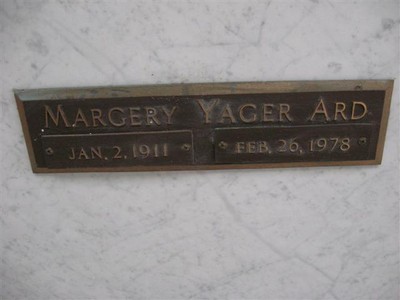 MARGERY YAGER ARD
JAN. 2, 1911 FEB. 26, 1978